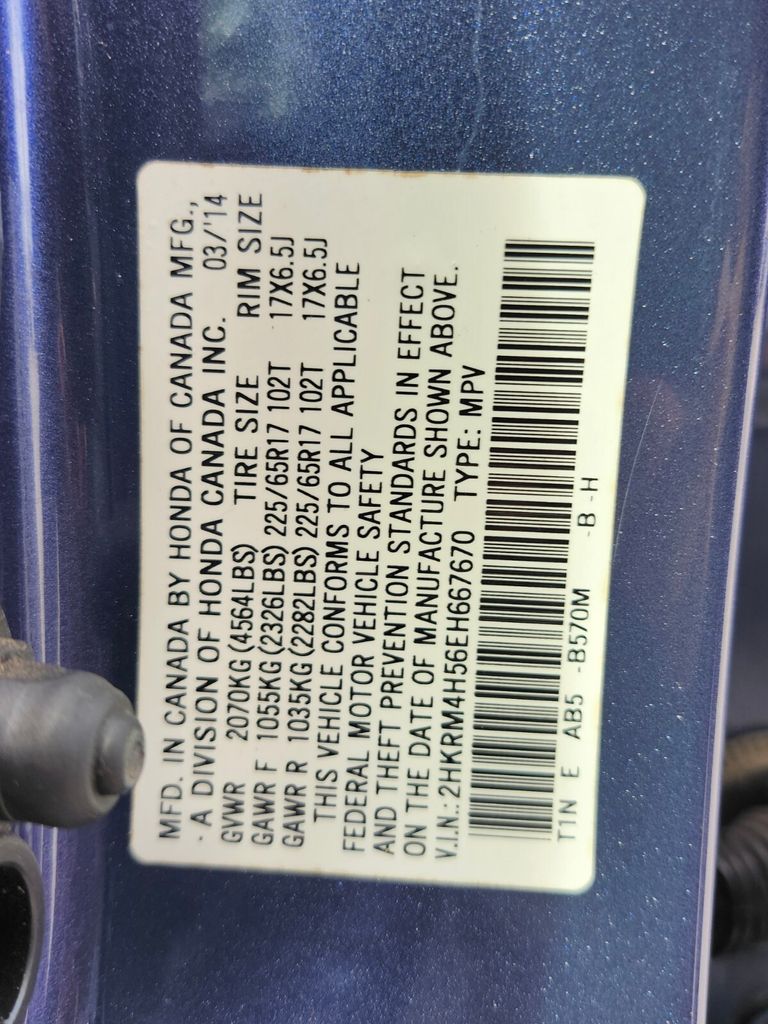 MFD. IN CANADA BY HONDA OF CANADA MFG.,
· A DIVISION OF HONDA CANADA INC. 03/'14
GVWR 2070KG(4564LBS) TIRE SIZE RIM SIZE
GAWR F 1055KG(2326LBS) 225/65R17 102T 17X6.5J
GAWR R 1035KG(2282LBS) 225/65R17 102T 17X6.5J
THIS VEHICLE CONFORMS TO ALL APPLICABLE
FEDERAL MOTOR VEHICLE SAFETY
AND THEFT PREVENTION STANDARDS IN EFFECT
ON THE DATE OF MANUFACTURE SHOWN ABOVE.
V.I.N.: 2HKRM4H56EH667670 TYPE: MPV
T1N E AB5 -B570M -B -H